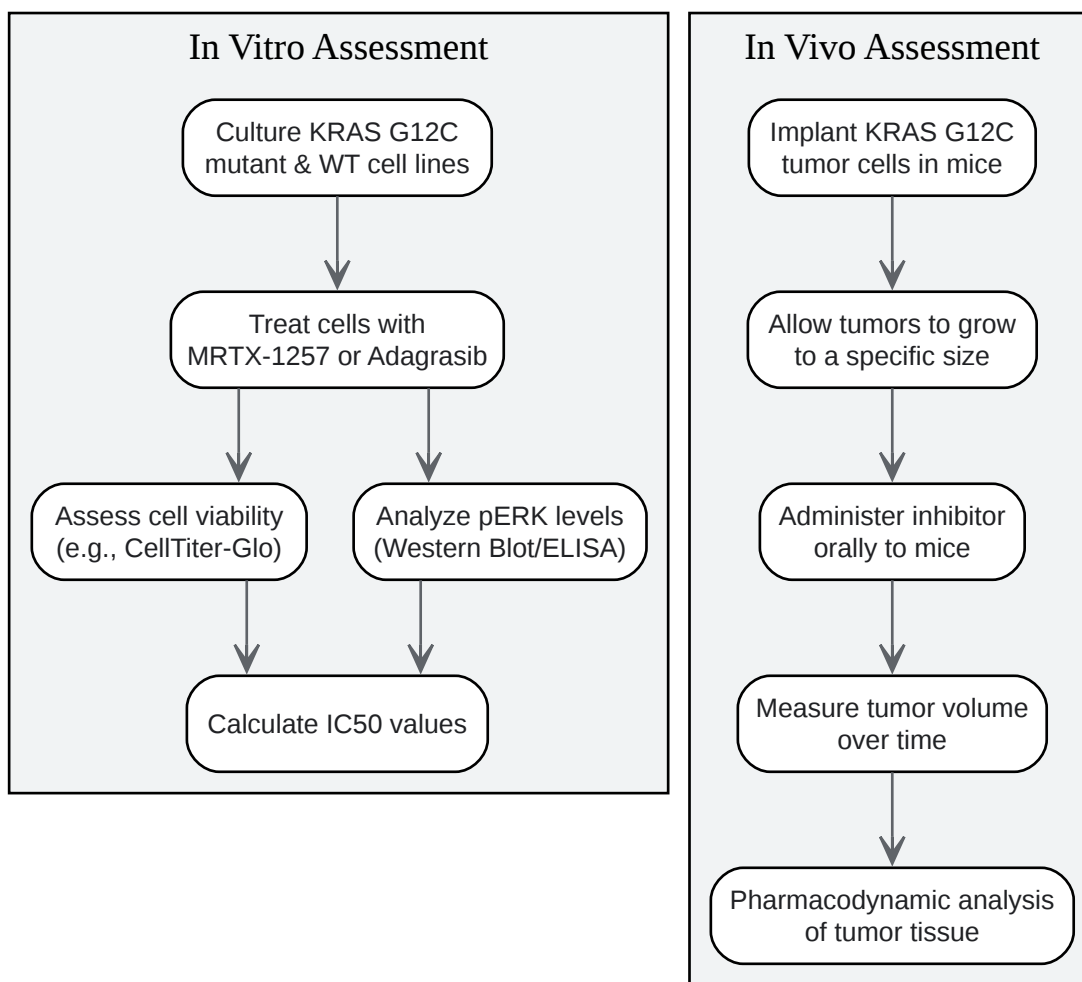 In Vitro Assessment
Culture KRAS G12C
mutant & WT cell lines
Treat cells with
MRTX-1257 or Adagrasib
Assess cell viability
(e.g., CellTiter-Glo)
Analyze pERK levels
(Western Blot/ELISA)
Calculate IC50 values
In Vivo Assessment
Implant KRAS G12C
tumor cells in mice
Allow tumors to grow
to a specific size
Administer inhibitor
orally to mice
Measure tumor volume
over time
Pharmacodynamic analysis
of tumor tissue